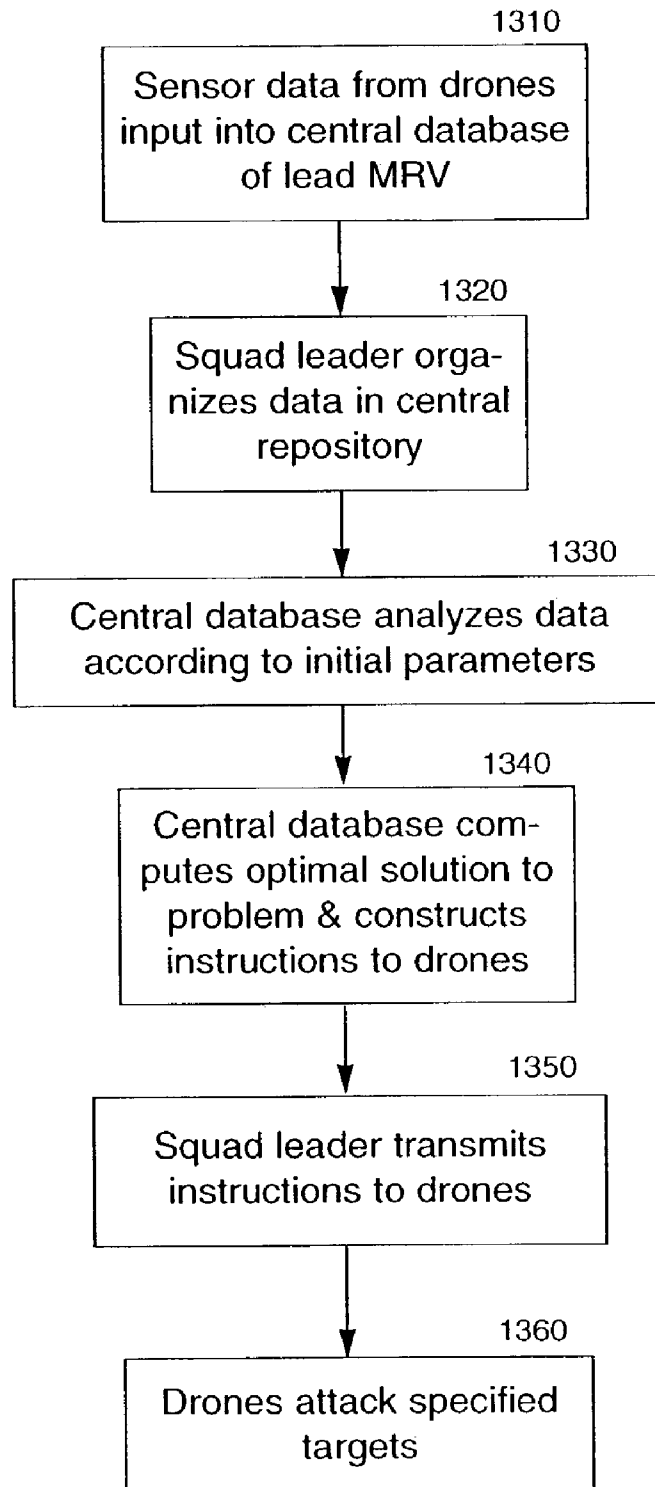 1310
Sensor data from drones
input into central database
of lead MRV
1320
Squad leader orga-
nizes data in central
repository
1330
Central database analyzes data
according to initial parameters
1340
Central database com-
putes optimal solution to
problem & constructs
instructions to drones
1350
Squad leader transmits
instructions to drones
1360
Drones attack specified
targets